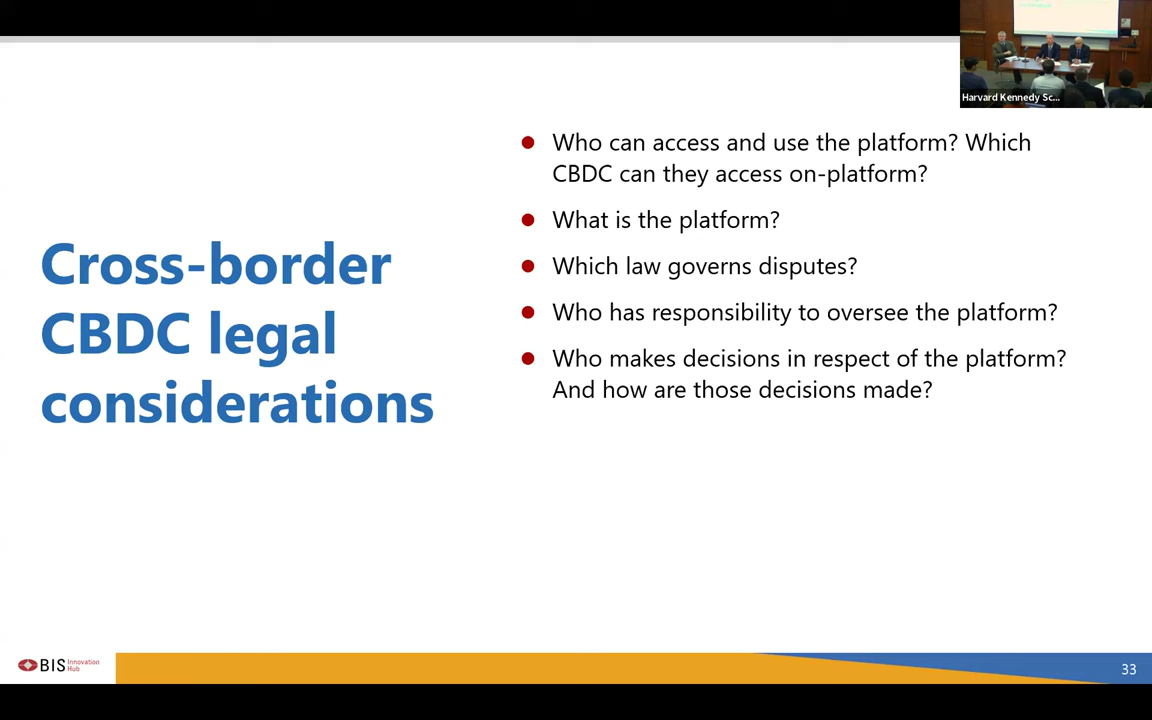 Harvard Kennedy Sc...
Cross-border
CBDC legal
considerations
Who can access and use the platform? Which
CBDC can they access on-platform?
What is the platform?
Which law governs disputes?
Who has responsibility to oversee the platform?
Who makes decisions in respect of the platform?
And how are those decisions made?
BIS Innovation
Hub
33